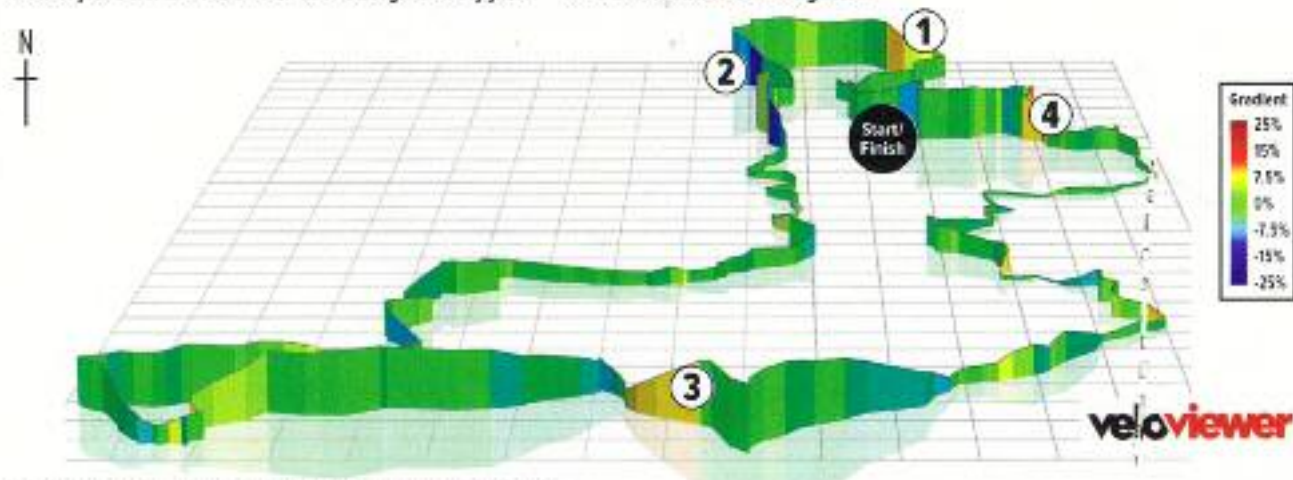 N
1
2
Start/
Finish
4
Gradient
25%
15%
7.5%
0%
-7.5%
-15%
-25%
3
veloviewer